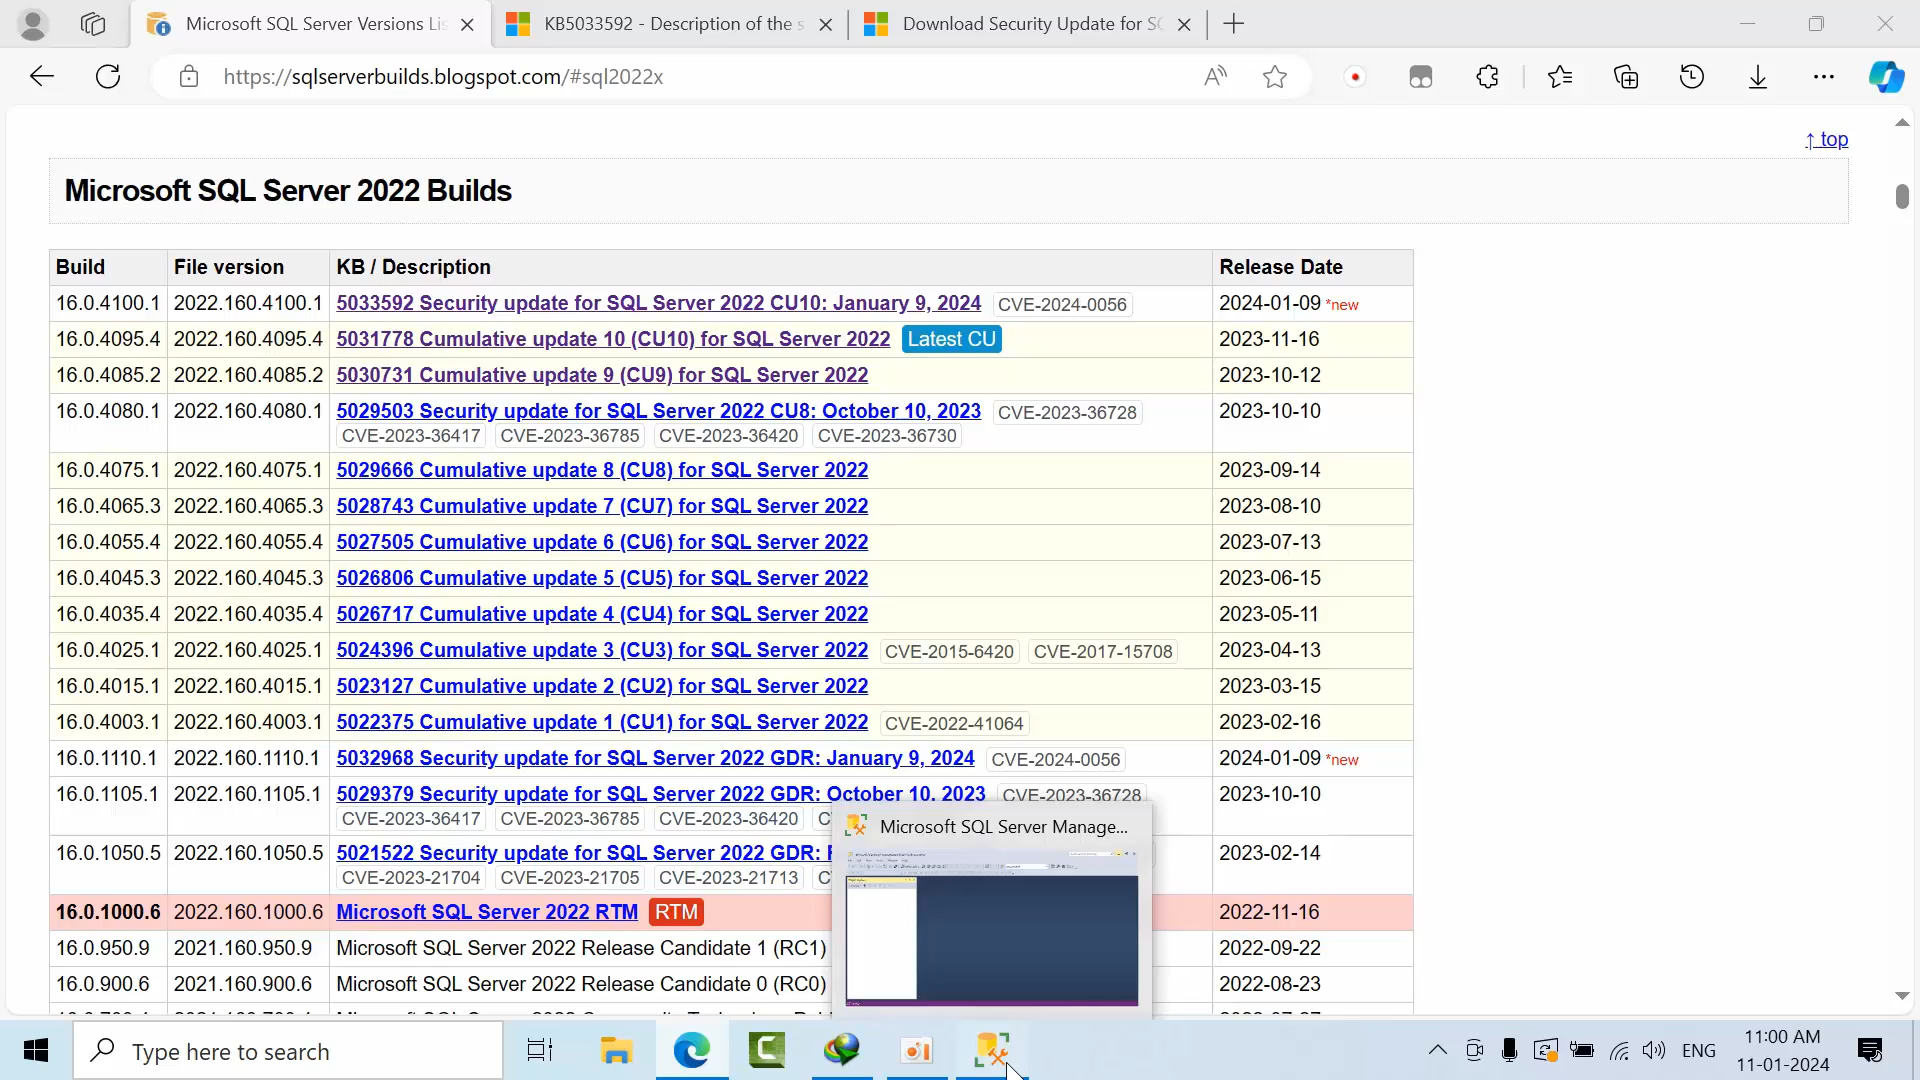 Microsoft SQL Server Versions Lis
KB5033592 - Description of the s
Download Security Update for SQ
https://sqlserverbuilds.blogspot.com/#sql2022x
↑ top
Microsoft SQL Server 2022 Builds
Build File version KB / Description Release Date
16.0.4100.1 2022.160.4100.1 5033592 Security update for SQL Server 2022 CU10: January 9, 2024 CVE-2024-0056 2024-01-09 *new
16.0.4095.4 2022.160.4095.4 5031778 Cumulative update 10 (CU10) for SQL Server 2022 Latest CU 2023-11-16
16.0.4085.2 2022.160.4085.2 5030731 Cumulative update 9 (CU9) for SQL Server 2022 2023-10-12
16.0.4080.1 2022.160.4080.1 5029503 Security update for SQL Server 2022 CU8: October 10, 2023 CVE-2023-36728 2023-10-10
CVE-2023-36417 CVE-2023-36785 CVE-2023-36420 CVE-2023-36730
16.0.4075.1 2022.160.4075.1 5029666 Cumulative update 8 (CU8) for SQL Server 2022 2023-09-14
16.0.4065.3 2022.160.4065.3 5028743 Cumulative update 7 (CU7) for SQL Server 2022 2023-08-10
16.0.4055.4 2022.160.4055.4 5027505 Cumulative update 6 (CU6) for SQL Server 2022 2023-07-13
16.0.4045.3 2022.160.4045.3 5026806 Cumulative update 5 (CU5) for SQL Server 2022 2023-06-15
16.0.4035.4 2022.160.4035.4 5026717 Cumulative update 4 (CU4) for SQL Server 2022 2023-05-11
16.0.4025.1 2022.160.4025.1 5024396 Cumulative update 3 (CU3) for SQL Server 2022 CVE-2015-6420 CVE-2017-15708 2023-04-13
16.0.4015.1 2022.160.4015.1 5023127 Cumulative update 2 (CU2) for SQL Server 2022 2023-03-15
16.0.4003.1 2022.160.4003.1 5022375 Cumulative update 1 (CU1) for SQL Server 2022 CVE-2022-41064 2023-02-16
16.0.1110.1 2022.160.1110.1 5032968 Security update for SQL Server 2022 GDR: January 9, 2024 CVE-2024-0056 2024-01-09 *new
16.0.1105.1 2022.160.1105.1 5029379 Security update for SQL Server 2022 GDR: October 10, 2023 CVE-2023-36728 2023-10-10
CVE-2023-36417 CVE-2023-36785 CVE-2023-36420
16.0.1050.5 2022.160.1050.5 5021522 Security update for SQL Server 2022 GDR: 2023-02-14
CVE-2023-21704 CVE-2023-21705 CVE-2023-21713
16.0.1000.6 2022.160.1000.6 Microsoft SQL Server 2022 RTM RTM 2022-11-16
16.0.950.9 2021.160.950.9 Microsoft SQL Server 2022 Release Candidate 1 (RC1) 2022-09-22
16.0.900.6 2021.160.900.6 Microsoft SQL Server 2022 Release Candidate 0 (RC0) 2022-08-23
Microsoft SQL Server Manage...
Type here to search
ENG
11:00 AM
11-01-2024